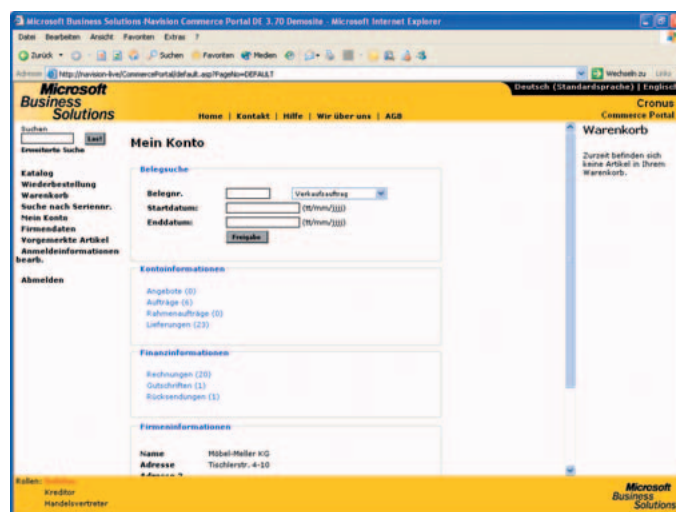 Microsoft Business Solutions-Navision Commerce Portal DE 3.70 Demosite - Microsoft Internet Explorer
Datei Bearbeiten Ansicht Favoriten Extras ?
Zurück Suchen Favoriten Medien
Adresse http://navision-live/CommercePortal/default.asp?PageNo=DEFAULT Wechseln zu Links
Microsoft Business Solutions
Deutsch (Standardsprache) | Englisch
Cronus
Commerce Portal
Home | Kontakt | Hilfe | Wir über uns | AGB
Suchen
Los!
Erweiterte Suche
Katalog
Wiederbestellung
Warenkorb
Suche nach Seriennr.
Mein Konto
Firmendaten
Vorgemerkte Artikel
Anmeldeinformationen
bearb.
Abmelden
Mein Konto
Belegsuche
Belegnr. Verkaufsauftrag
Startdatum: (tt/mm/jjjj)
Enddatum: (tt/mm/jjjj)
Freigabe
Kontoinformationen
Angebote (0)
Aufträge (6)
Rahmenaufträge (0)
Lieferungen (23)
Finanzinformationen
Rechnungen (20)
Gutschriften (1)
Rücksendungen (1)
Firmeninformationen
Name Möbel-Meller KG
Adresse Tischlerstr. 4-10
Adresse 2
Warenkorb
Zurzeit befinden sich
keine Artikel in Ihrem
Warenkorb.
Rollen:
Kreditor
Handelsvertreter
Microsoft
Business
Solutions